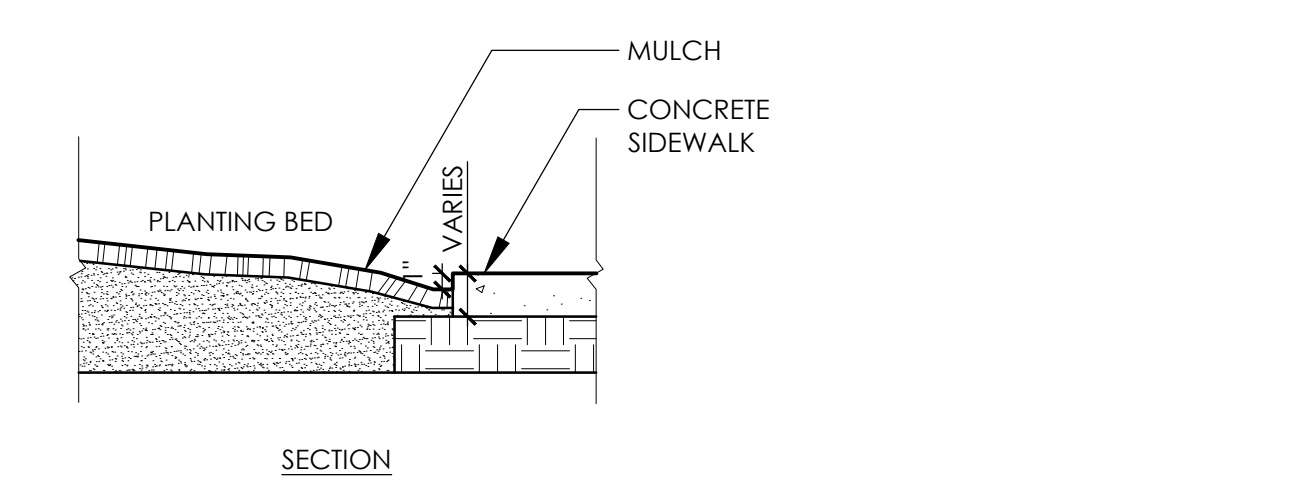 MULCH
CONCRETE
SIDEWALK
VARIES
PLANTING BED
1"
SECTION